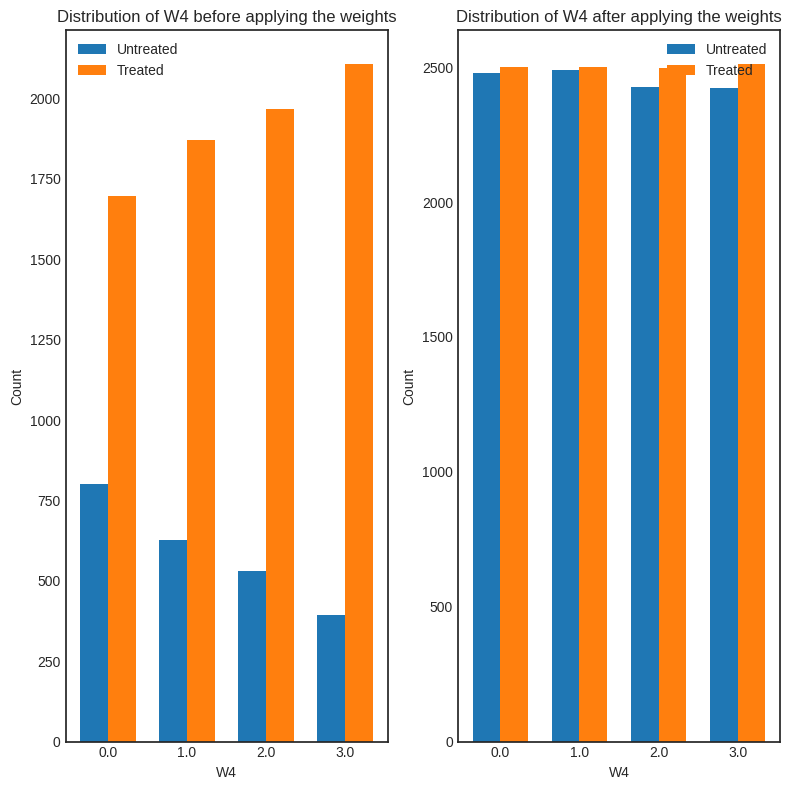 Distribution of W4 before applying the weights
Untreated
Treated
2000
1750
1500
1250
1000
750
500
250
0
Count
0.0 1.0 2.0 3.0
W4
Distribution of W4 after applying the weights
Untreated
Treated
2500
2000
1500
1000
500
0
Count
0.0 1.0 2.0 3.0
W4